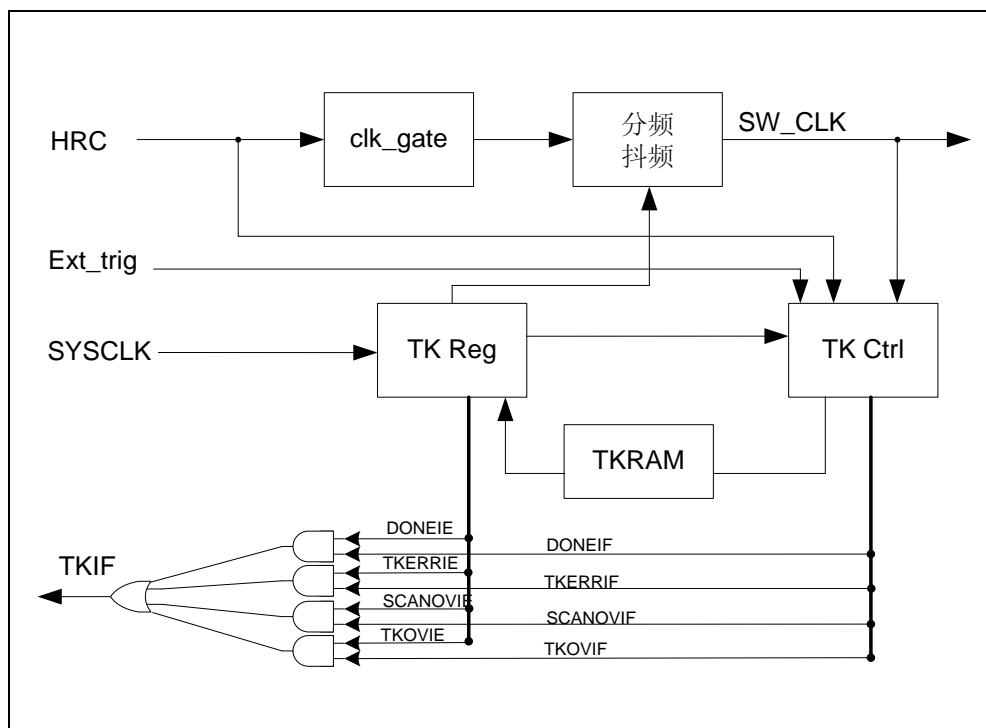 HRC
clk_gate
分频
抖频
SW_CLK
Ext_trig
SYSCLK
TK Reg
TK Ctrl
TKRAM
DONEIE
DONEIF
TKIF
TKERRIE
TKERRIF
SCANOVIE
SCANOVIF
TKOVIE
TKOVIF